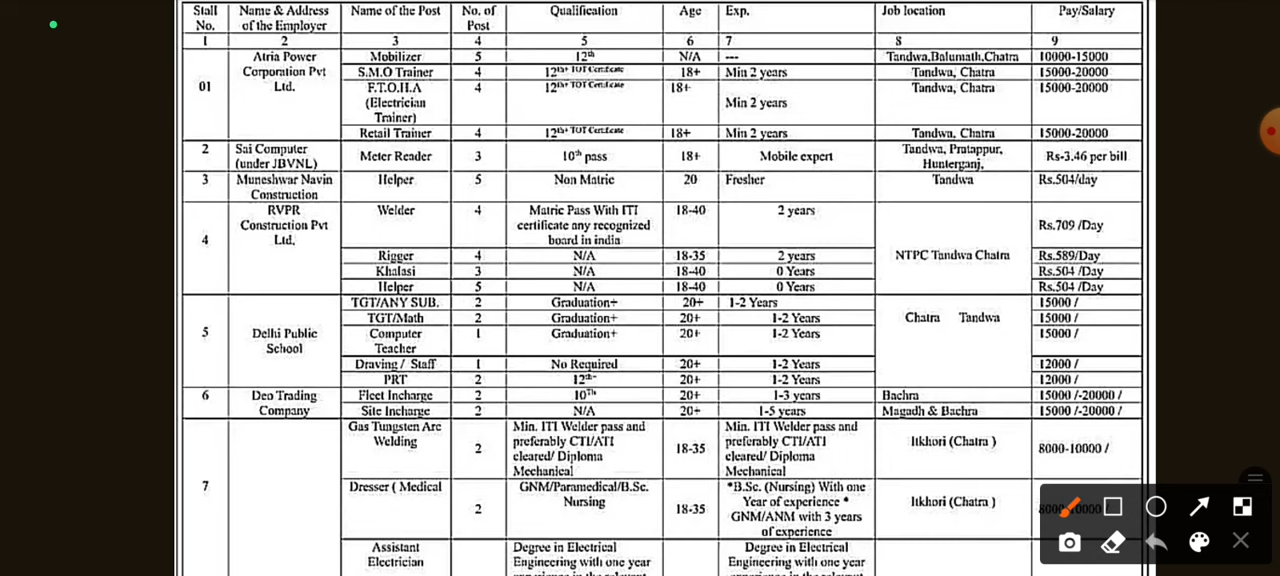 Stall No. | Name & Address of the Employer | Name of the Post | No. of Post | Qualification | Age | Exp. | Job location | Pay/Salary
1 | 2 | 3 | 4 | 5 | 6 | 7 | 8 | 9
01 | Atria Power Corporation Pvt Ltd. | Mobilizer | 5 | 12th | N/A | --- | Tandwa,Balumath,Chatra | 10000-15000
S.M.O Trainer | 4 | 12th+ TOT Certificate | 18+ | Min 2 years | Tandwa, Chatra | 15000-20000
F.T.O.H.A (Electrician Trainer) | 4 | 12th+ TOT Certificate | 18+ | Min 2 years | Tandwa, Chatra | 15000-20000
Retail Trainer | 4 | 12th+ TOT Certificate | 18+ | Min 2 years | Tandwa, Chatra | 15000-20000
2 | Sai Computer (under JBVNL) | Meter Reader | 3 | 10th pass | 18+ | Mobile expert | Tandwa, Pratappur, Hunterganj, | Rs-3.46 per bill
3 | Muneshwar Navin Construction | Helper | 5 | Non Matric | 20 | Fresher | Tandwa | Rs.504/day
4 | RVPR Construction Pvt Ltd. | Welder | 4 | Matric Pass With ITI certificate any recognized board in india | 18-40 | 2 years | NTPC Tandwa Chatra | Rs.709 /Day
Rigger | 4 | N/A | 18-35 | 2 years | Rs.589/Day
Khalasi | 3 | N/A | 18-40 | 0 Years | Rs.504 /Day
Helper | 5 | N/A | 18-40 | 0 Years | Rs.504 /Day
5 | Delhi Public School | TGT/ANY SUB. | 2 | Graduation+ | 20+ | 1-2 Years | Chatra Tandwa | 15000 /
TGT/Math | 2 | Graduation+ | 20+ | 1-2 Years | 15000 /
Computer Teacher | 1 | Graduation+ | 20+ | 1-2 Years | 15000 /
Draving / Staff | 1 | No Required | 20+ | 1-2 Years | 12000 /
PRT | 2 | 12th- | 20+ | 1-2 Years | 12000 /
6 | Deo Trading Company | Fleet Incharge | 2 | 10Th | 20+ | 1-3 years | Bachra | 15000 /-20000 /
Site Incharge | 2 | N/A | 20+ | 1-5 years | Magadh & Bachra | 15000 /-20000 /
7 | Gas Tungsten Arc Welding | 2 | Min. ITI Welder pass and preferably CTI/ATI cleared/ Diploma Mechanical | 18-35 | Min. ITI Welder pass and preferably CTI/ATI cleared/ Diploma Mechanical | Itkhori (Chatra ) | 8000-10000 /
Dresser ( Medical | 2 | GNM/Paramedical/B.Sc. Nursing | 18-35 | *B.Sc. (Nursing) With one Year of experience * GNM/ANM with 3 years of experience | Itkhori (Chatra )
Assistant Electrician | Degree in Electrical Engineering with one year | Degree in Electrical Engineering with one year